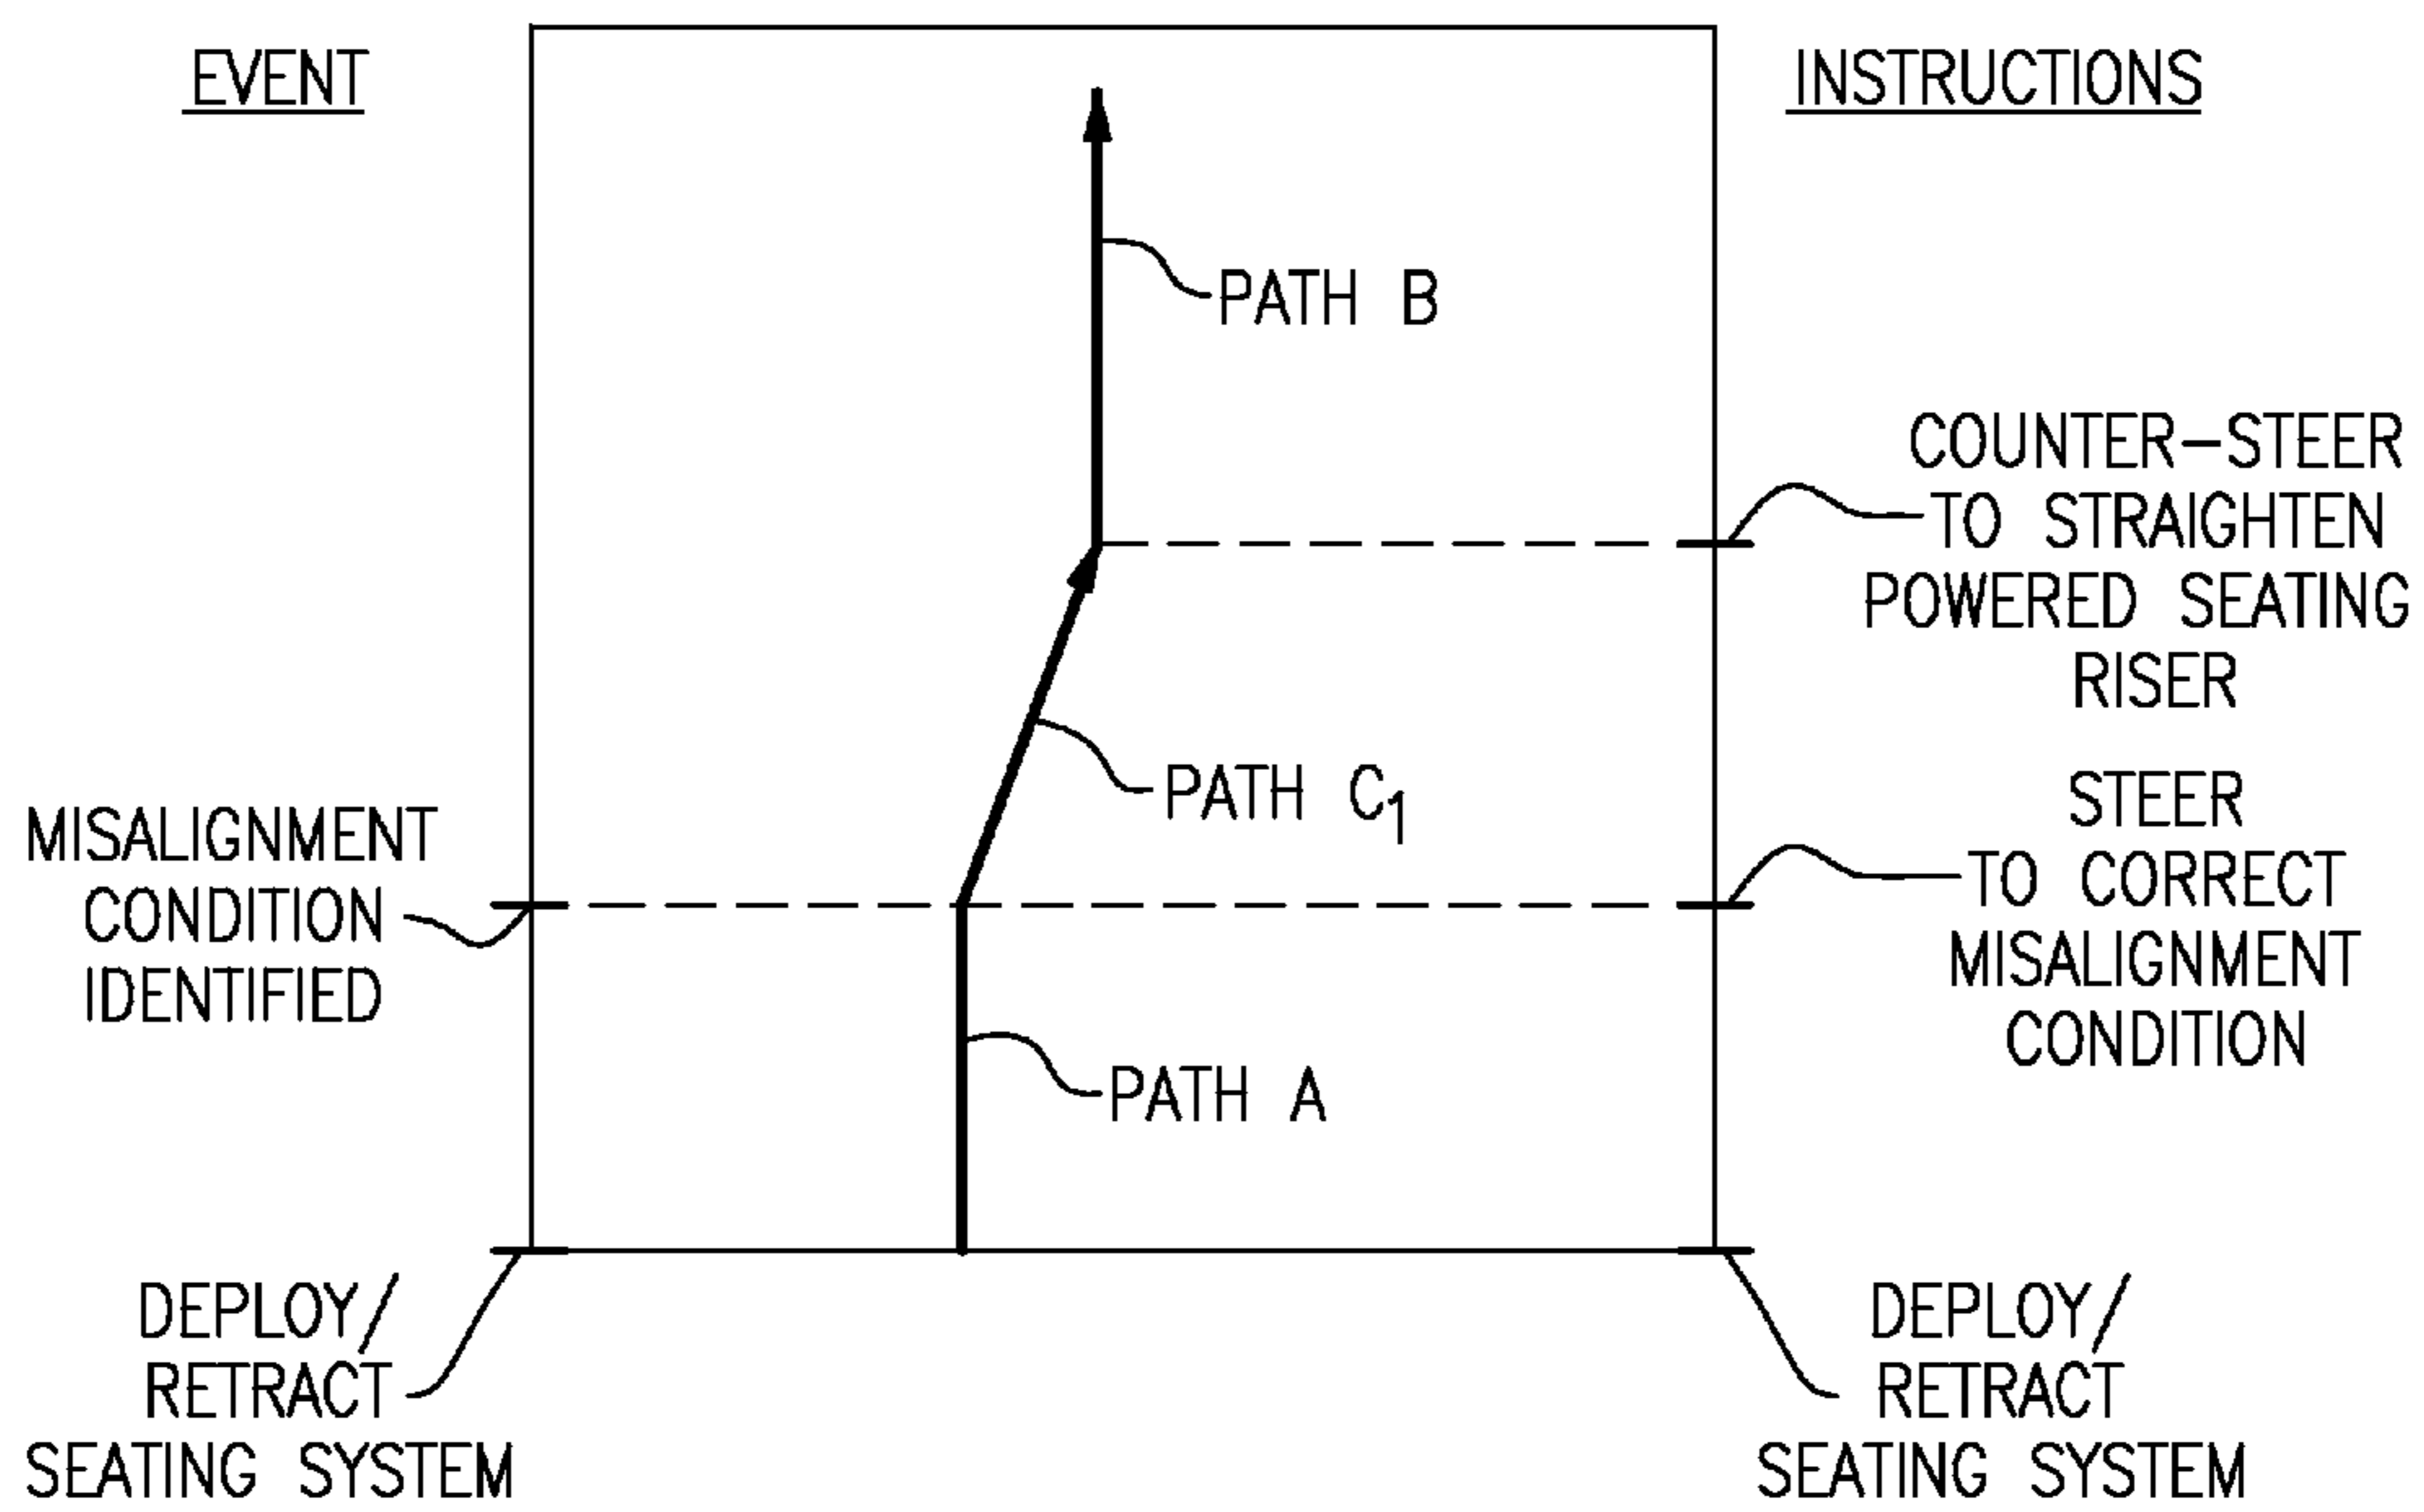 EVENT
INSTRUCTIONS
PATH B
COUNTER-STEER
TO STRAIGHTEN
POWERED SEATING
RISER
PATH C1
MISALIGNMENT
CONDITION
IDENTIFIED
STEER
TO CORRECT
MISALIGNMENT
CONDITION
PATH A
DEPLOY/
RETRACT
SEATING SYSTEM
DEPLOY/
RETRACT
SEATING SYSTEM